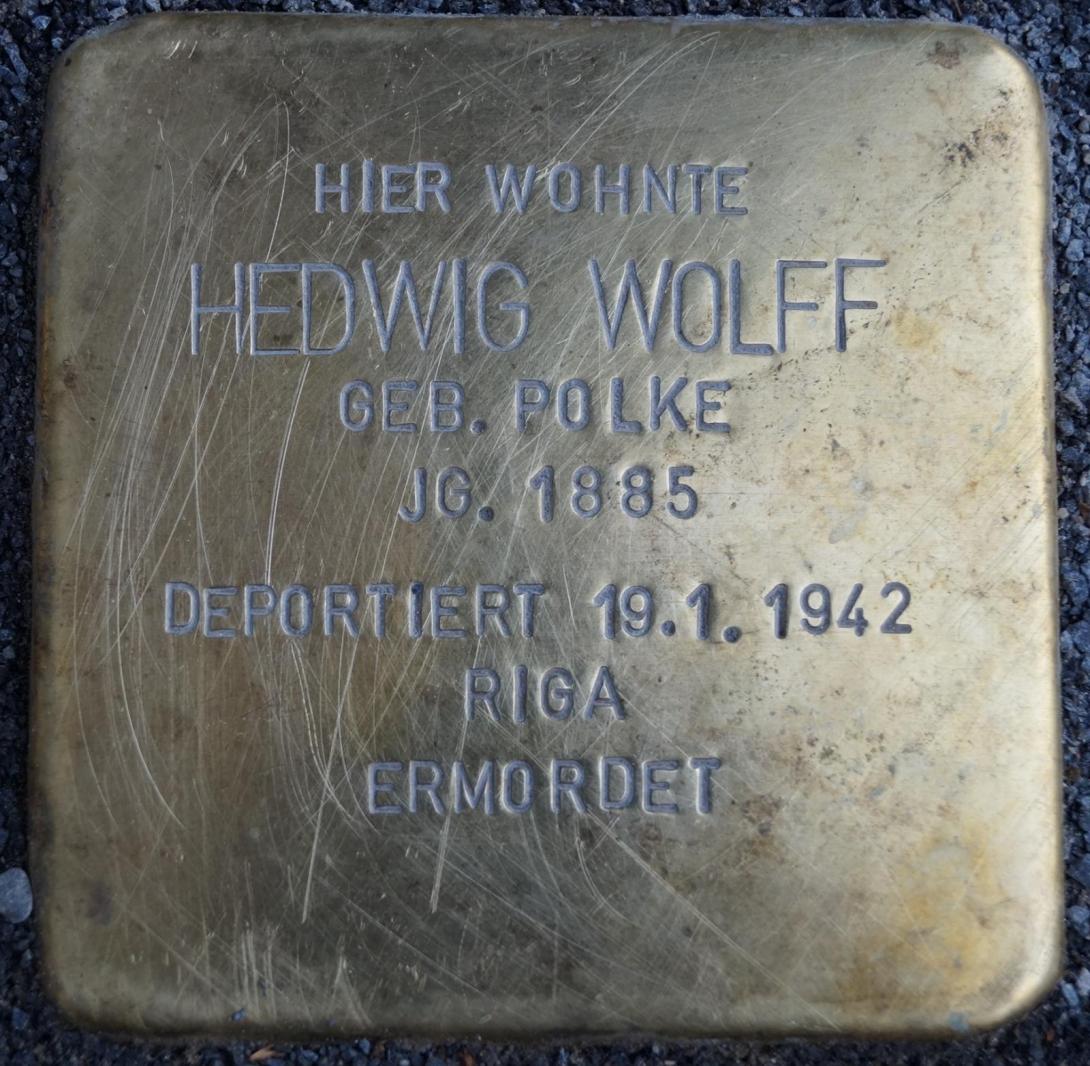 HIER WOHNTE
HEDWIG WOLFF
GEB. POLKE
JG. 1885
DEPORTIERT 19.1.1942
RIGA
ERMORDET